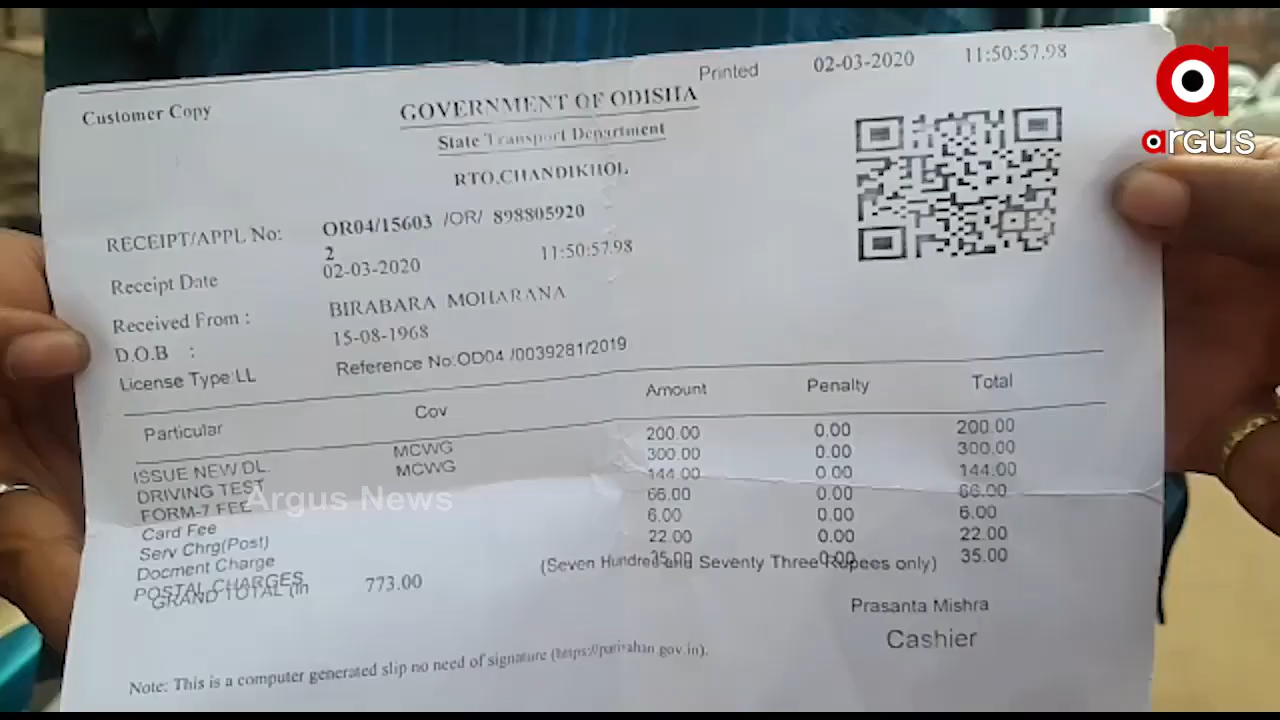 Printed 02-03-2020 11:50:57.98
Customer Copy
GOVERNMENT OF ODISHA
State Transport Department
RTO,CHANDIKHOL
RECEIPT/APPL No: OR04/15603 /OR/ 898805920
2
Receipt Date 02-03-2020 11:50:57.98
Received From : BIRABARA MOHARANA
D.O.B : 15-08-1968
License Type:LL Reference No:OD04 /0039281/2019
Particular Cov Amount Penalty Total
ISSUE NEW DL. MCWG 200.00 0.00 200.00
DRIVING TEST MCWG 300.00 0.00 300.00
FORM-7 FEE 144.00 0.00 144.00
Card Fee 66.00 0.00 66.00
Serv Chrg(Post) 6.00 0.00 6.00
Docment Charge 22.00 0.00 22.00
POSTAL CHARGES 35.00 0.00 35.00
GRAND TOTAL (In 773.00 (Seven Hundred and Seventy Three Rupees only)
Prasanta Mishra
Cashier
Note: This is a computer generated slip no need of signature (https://parivahan.gov.in).
argus
Argus News